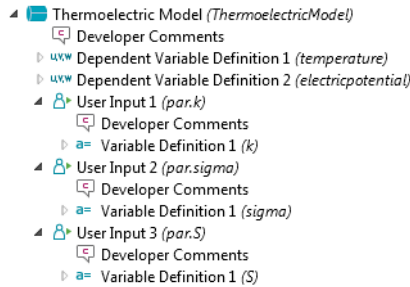 Thermoelectric Model (ThermoelectricModel)
Developer Comments
u,v,w Dependent Variable Definition 1 (temperature)
u,v,w Dependent Variable Definition 2 (electricpotential)
User Input 1 (par.k)
c Developer Comments
a= Variable Definition 1 (k)
User Input 2 (par.sigma)
c Developer Comments
a= Variable Definition 1 (sigma)
User Input 3 (par.S)
c Developer Comments
a= Variable Definition 1 (S)